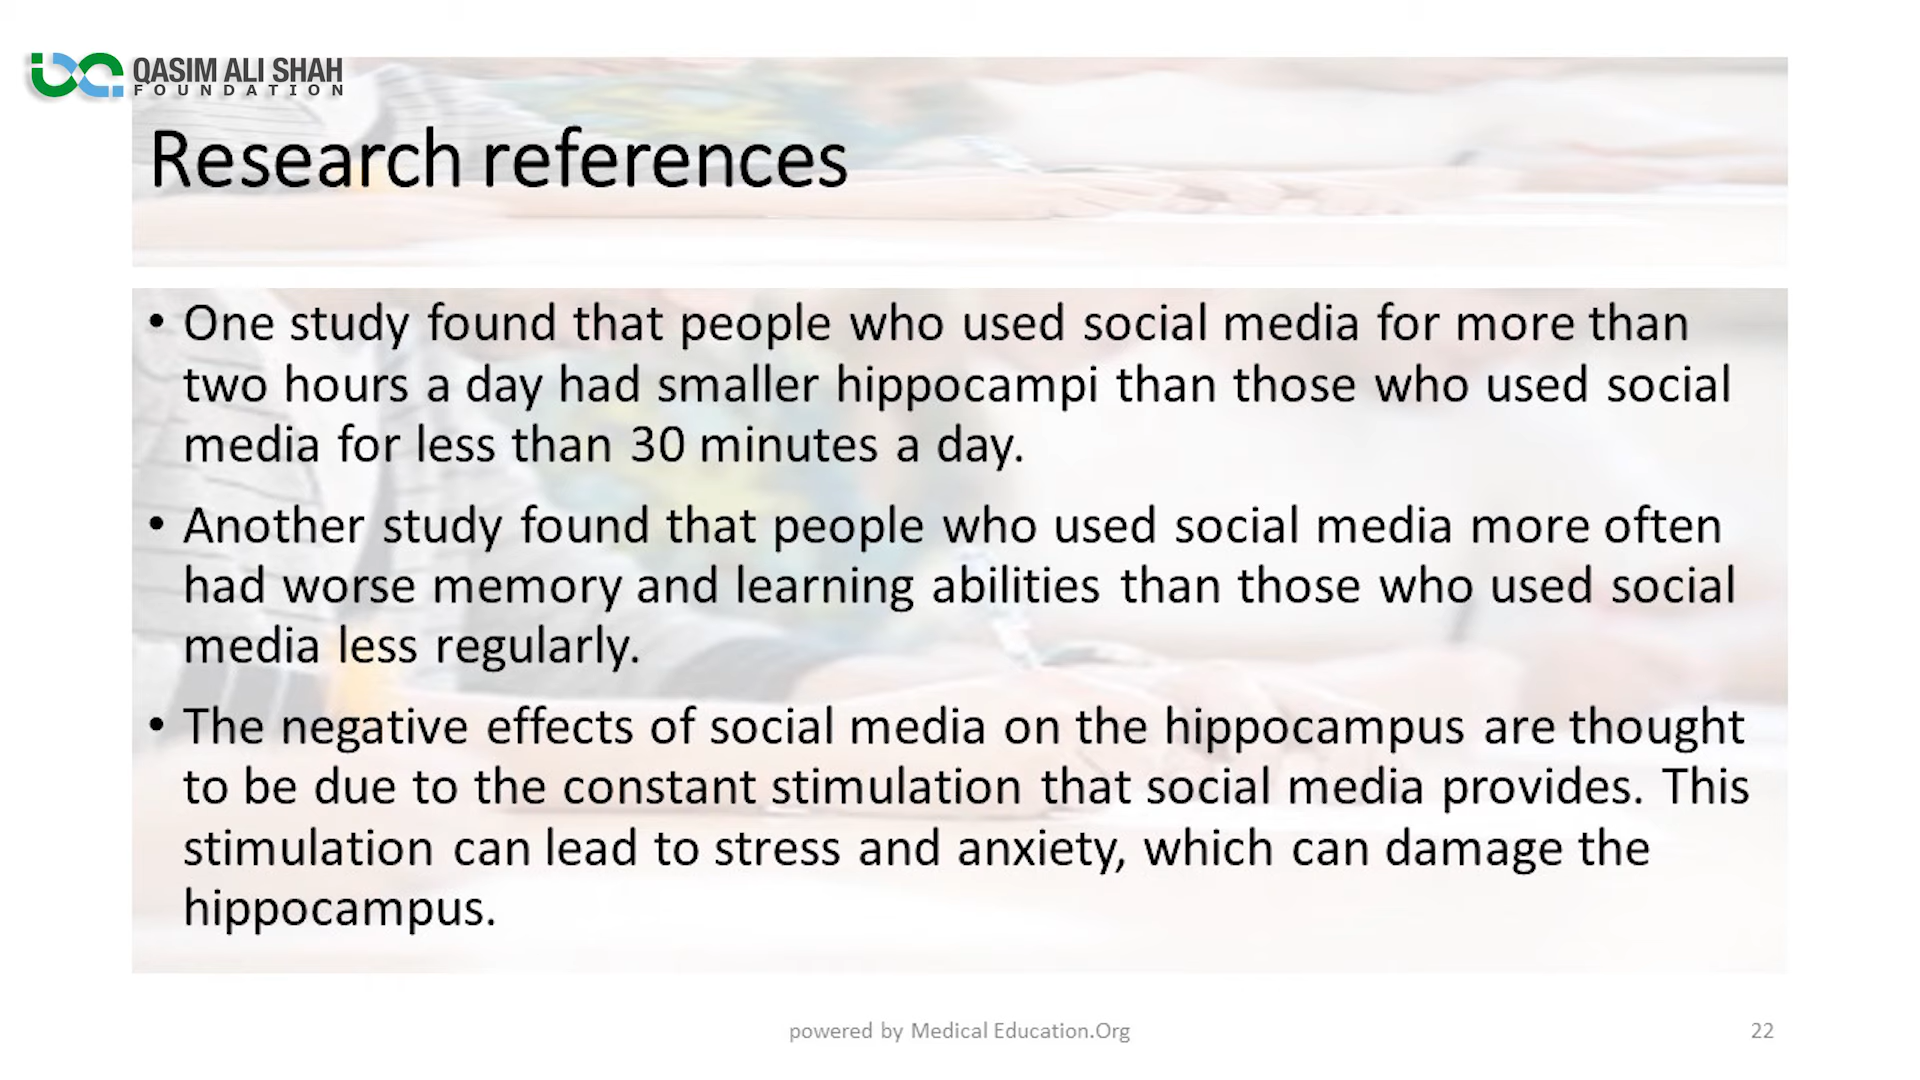 QASIM ALI SHAH
FOUNDATION
Research references
• One study found that people who used social media for more than
two hours a day had smaller hippocampi than those who used social
media for less than 30 minutes a day.
• Another study found that people who used social media more often
had worse memory and learning abilities than those who used social
media less regularly.
• The negative effects of social media on the hippocampus are thought
to be due to the constant stimulation that social media provides. This
stimulation can lead to stress and anxiety, which can damage the
hippocampus.
powered by Medical Education.Org
22